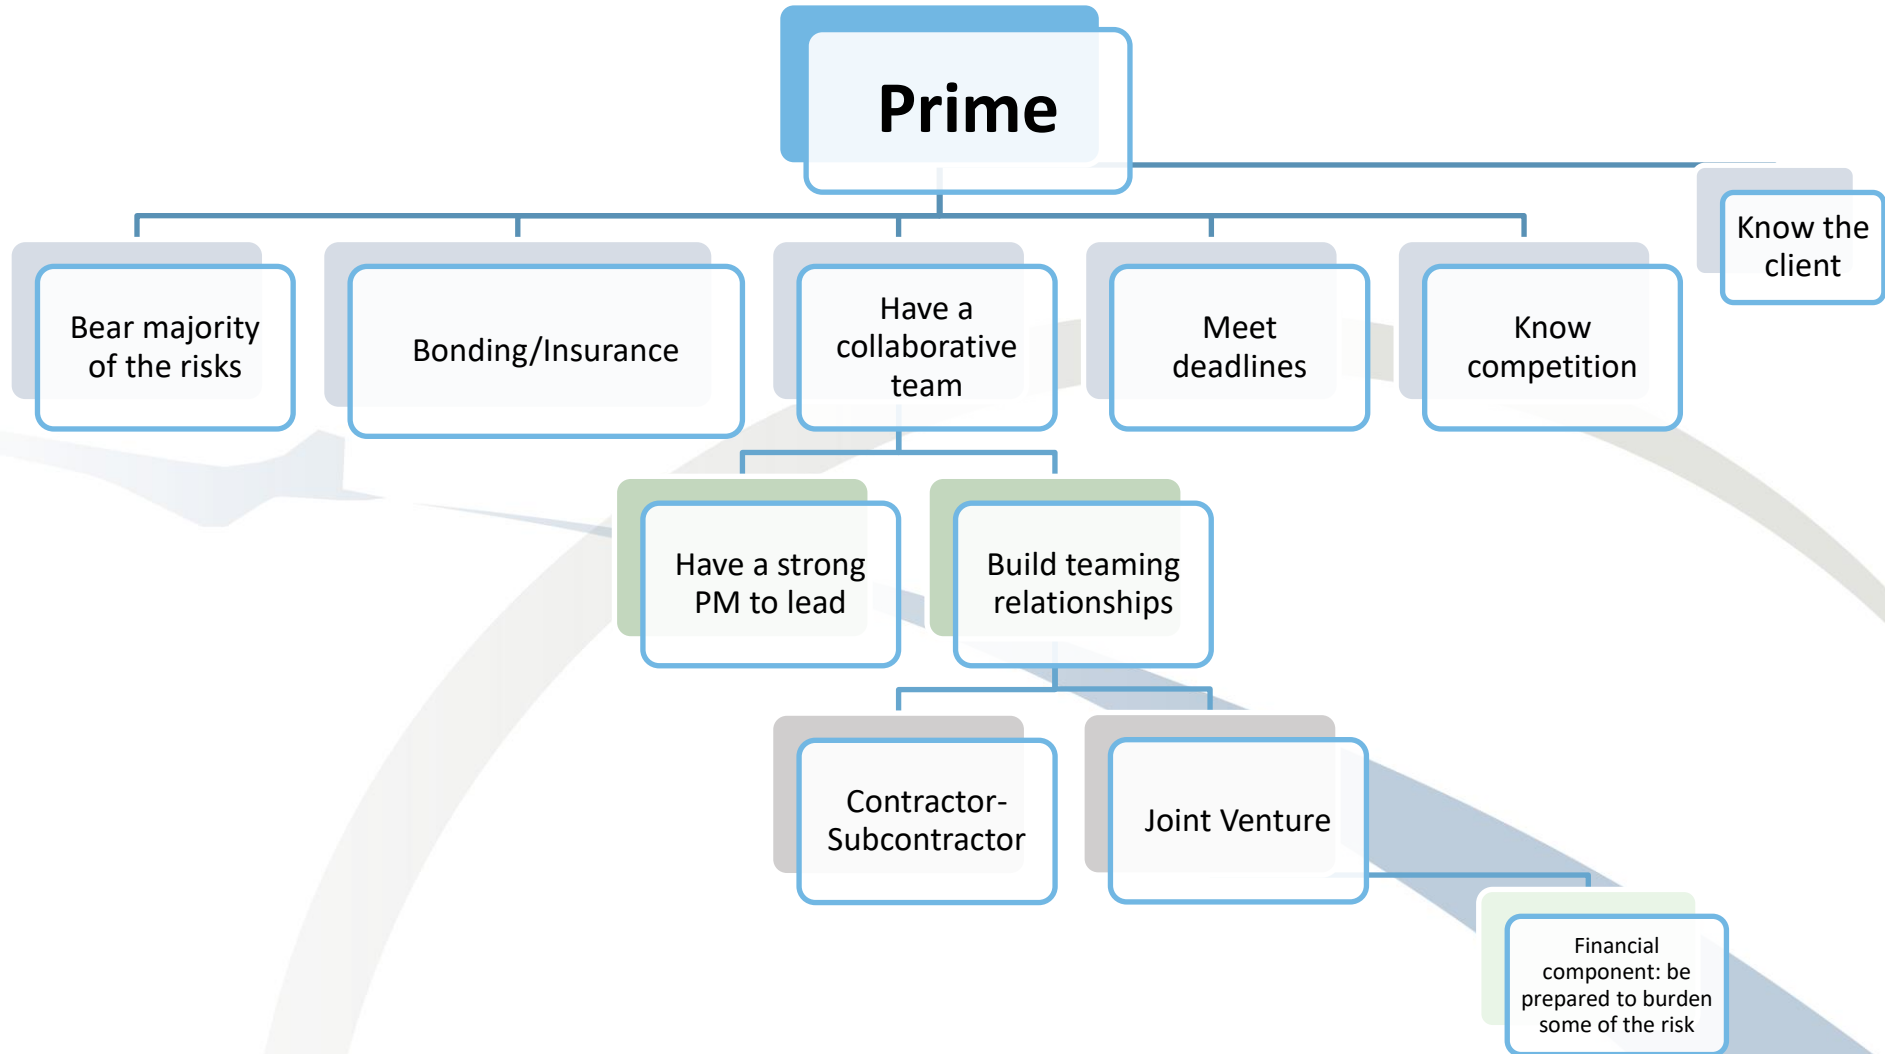 Prime
Know the
client
Bear majority
of the risks
Bonding/Insurance
Have a
collaborative
team
Meet
deadlines
Know
competition
Have a strong
PM to lead
Build teaming
relationships
Contractor-
Subcontractor
Joint Venture
Financial
component: be
prepared to burden
some of the risk